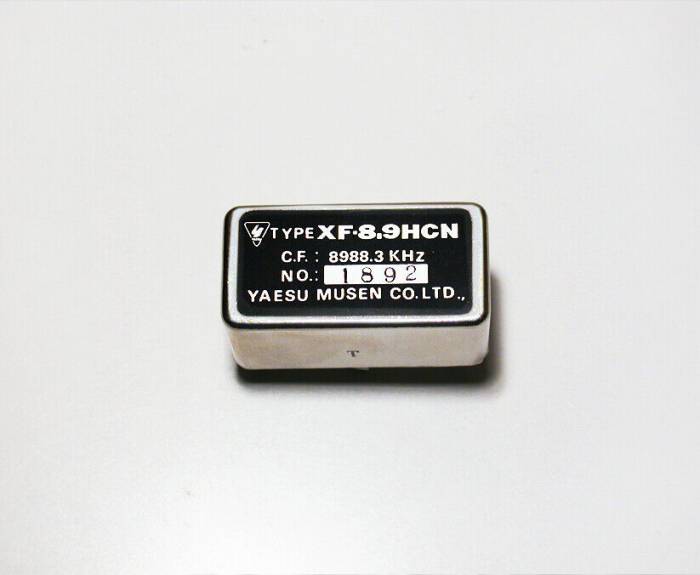 TYPE XF-8.9HCN
C.F. : 8988.3 KHz
NO.: 1892
YAESU MUSEN CO.LTD.,
T